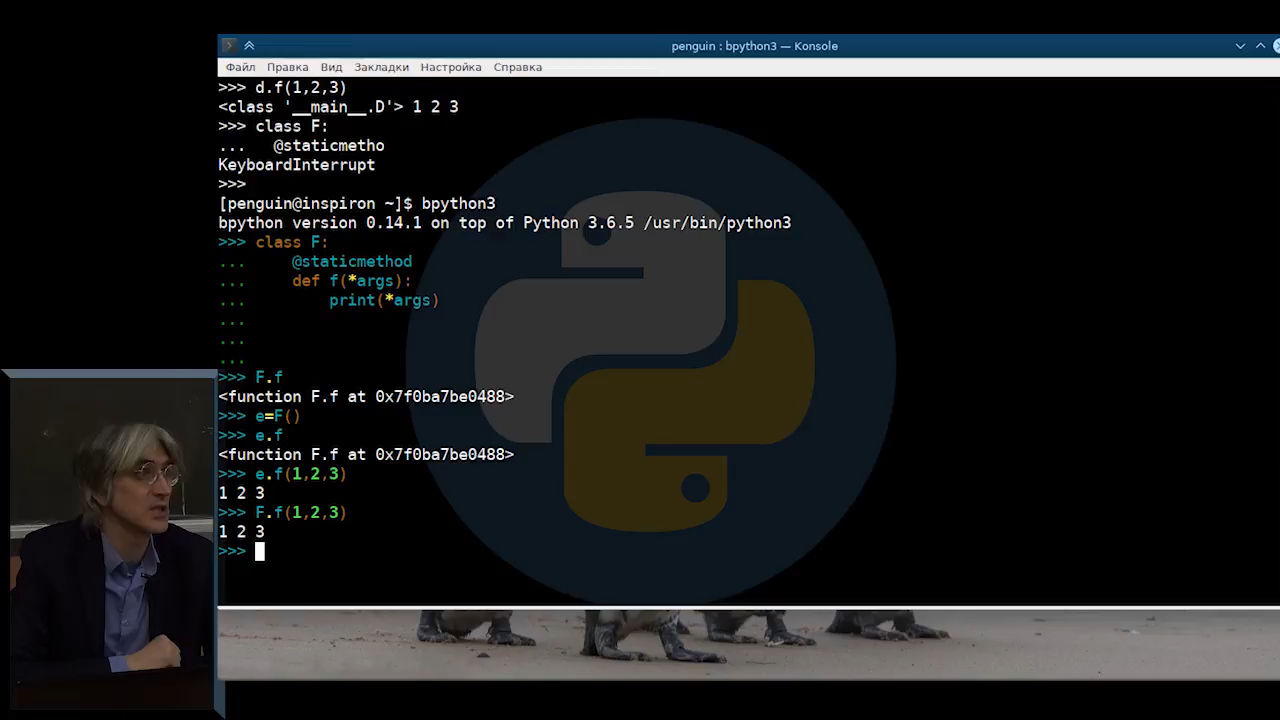 penguin : bpython3 — Konsole
Файл Правка Вид Закладки Настройка Справка
>>> d.f(1,2,3)
<class '__main__.D'> 1 2 3
>>> class F:
...    @staticmetho
KeyboardInterrupt
>>>
[penguin@inspiron ~]$ bpython3
bpython version 0.14.1 on top of Python 3.6.5 /usr/bin/python3
>>> class F:
...     @staticmethod
...     def f(*args):
...         print(*args)
...
...
...
>>> F.f
<function F.f at 0x7f0ba7be0488>
>>> e=F()
>>> e.f
<function F.f at 0x7f0ba7be0488>
>>> e.f(1,2,3)
1 2 3
>>> F.f(1,2,3)
1 2 3
>>>